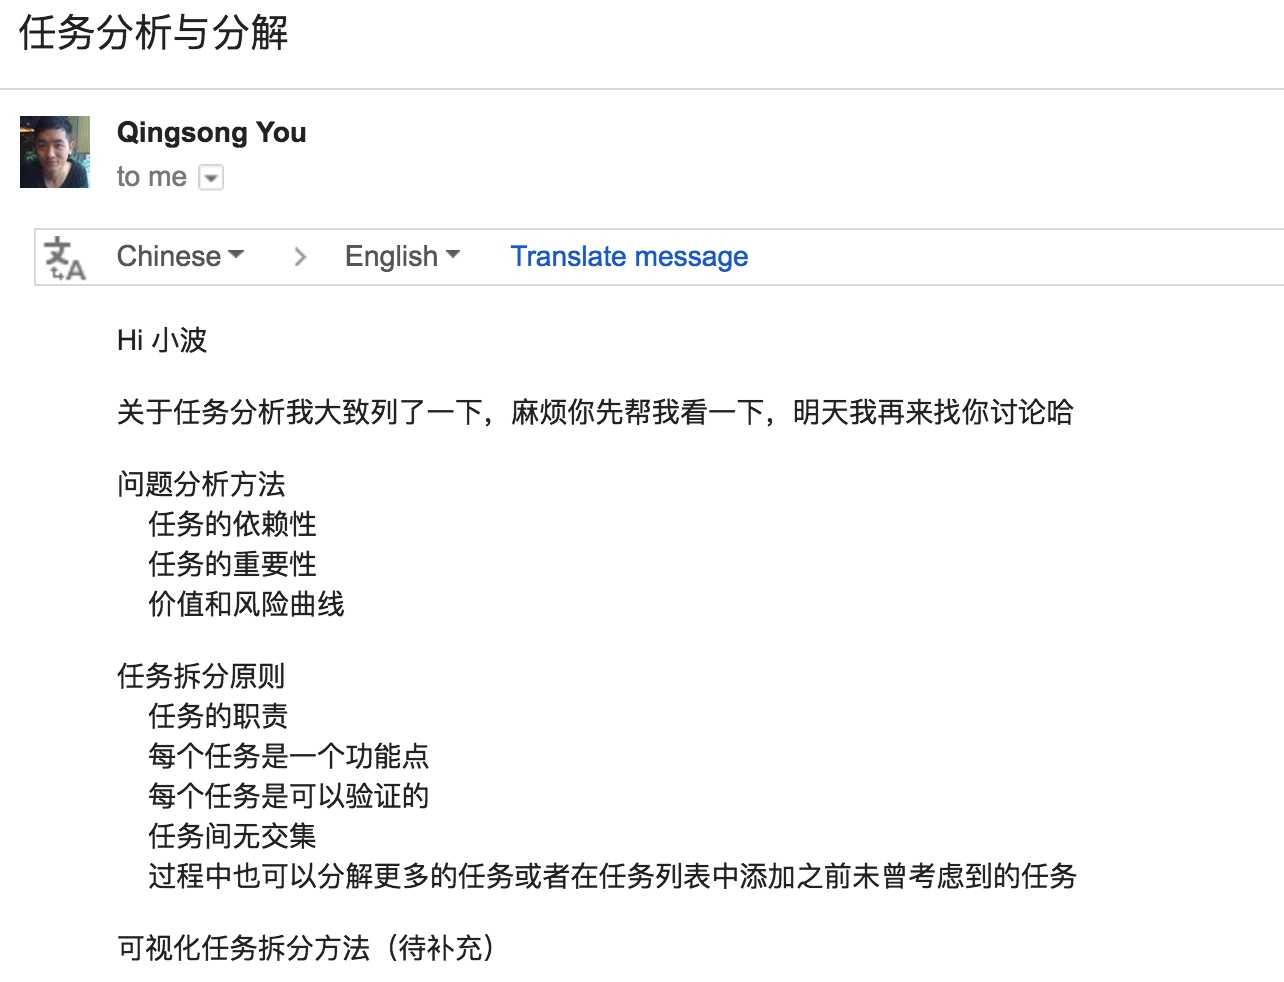 任务分析与分解
Qingsong You
to me
Chinese > English Translate message
Hi 小波
关于任务分析我大致列了一下，麻烦你先帮我看一下，明天我再来找你讨论哈
问题分析方法
任务的依赖性
任务的重要性
价值和风险曲线
任务拆分原则
任务的职责
每个任务是一个功能点
每个任务是可以验证的
任务间无交集
过程中也可以分解更多的任务或者在任务列表中添加之前未曾考虑到的任务
可视化任务拆分方法（待补充）